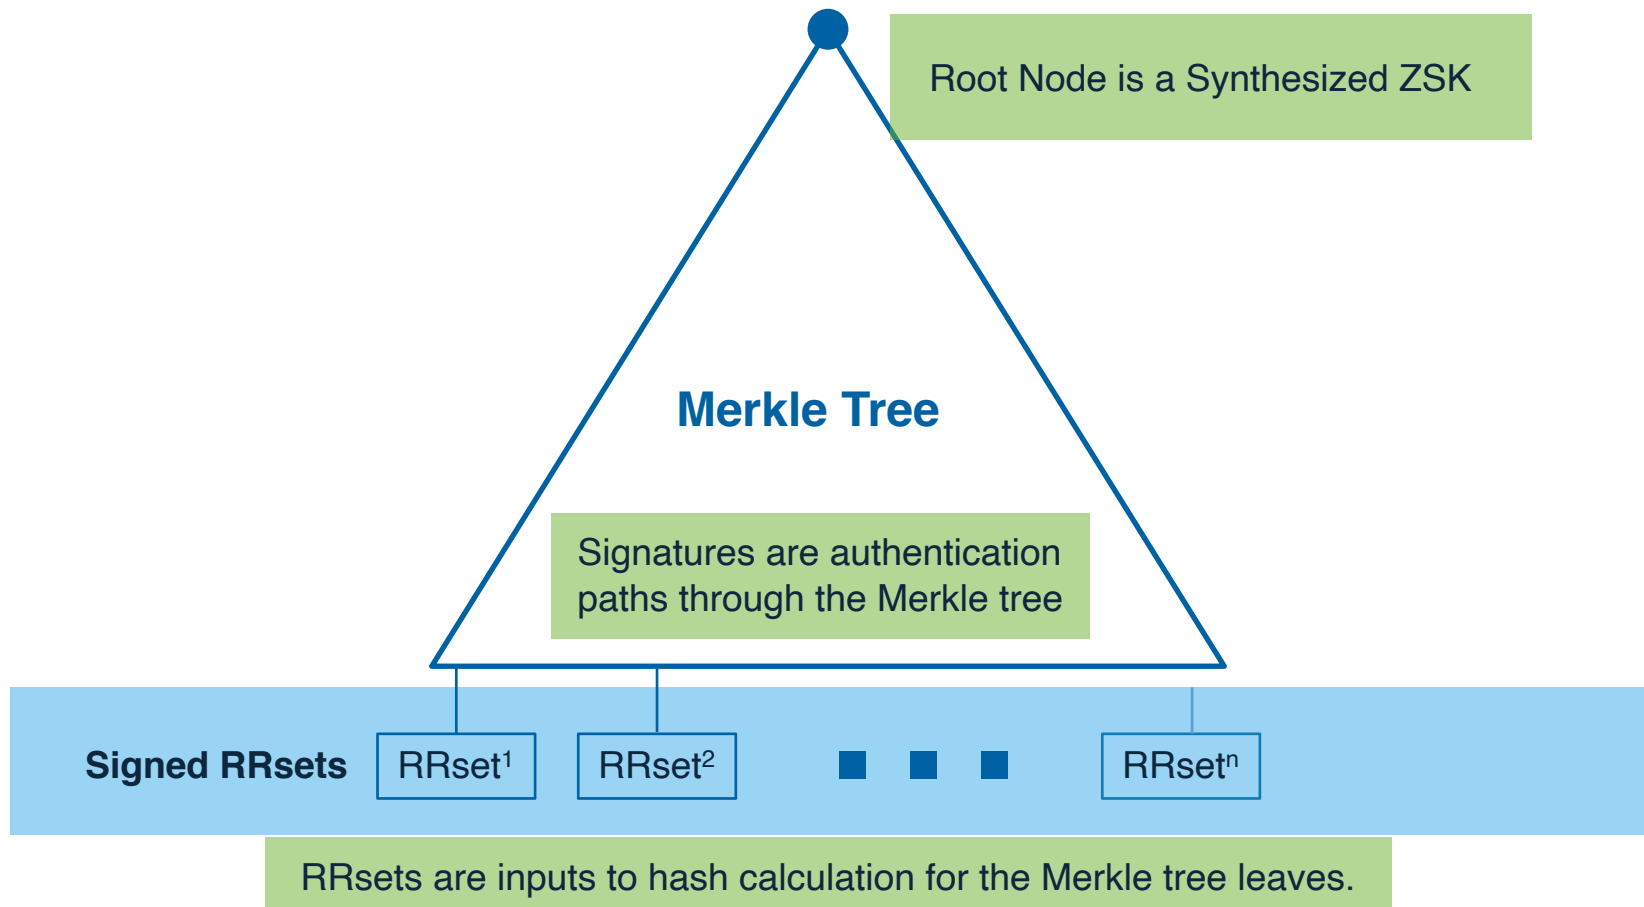 Root Node is a Synthesized ZSK
Merkle Tree
Signatures are authentication
paths through the Merkle tree
Signed RRsets
RRset¹
RRset²
RRsetⁿ
RRsets are inputs to hash calculation for the Merkle tree leaves.